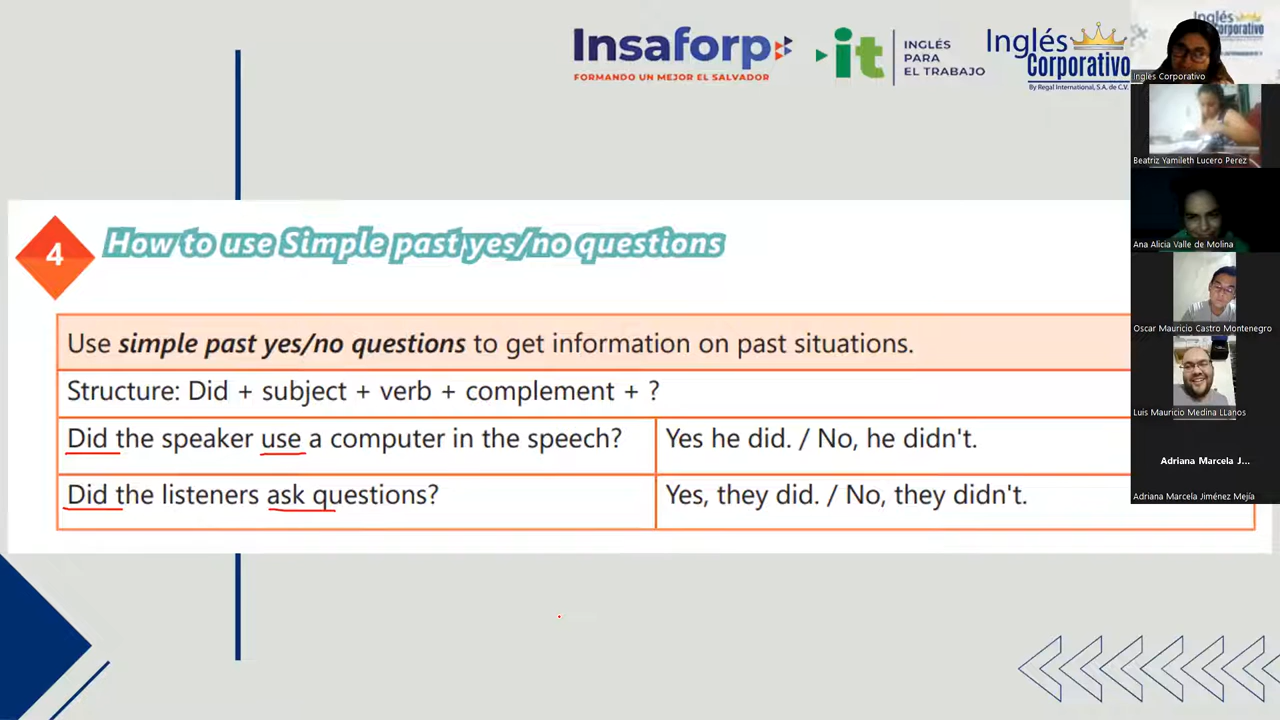 Insaforp
FORMANDO UN MEJOR EL SALVADOR
it
INGLÉS
PARA
EL TRABAJO
Inglés
Corporativo
By Regal International, S.A. de C.V.
4
How to use Simple past yes/no questions
Use simple past yes/no questions to get information on past situations.
Structure: Did + subject + verb + complement + ?
Did the speaker use a computer in the speech?
Yes he did. / No, he didn't.
Did the listeners ask questions?
Yes, they did. / No, they didn't.
Inglés
Corporativo
Ingles Corporativo
Beatriz Yamileth Lucero Perez
Ana Alicia Valle de Molina
Oscar Mauricio Castro Montenegro
Luis Mauricio Medina LLanos
Adriana Marcela J...
Adriana Marcela Jiménez Mejía